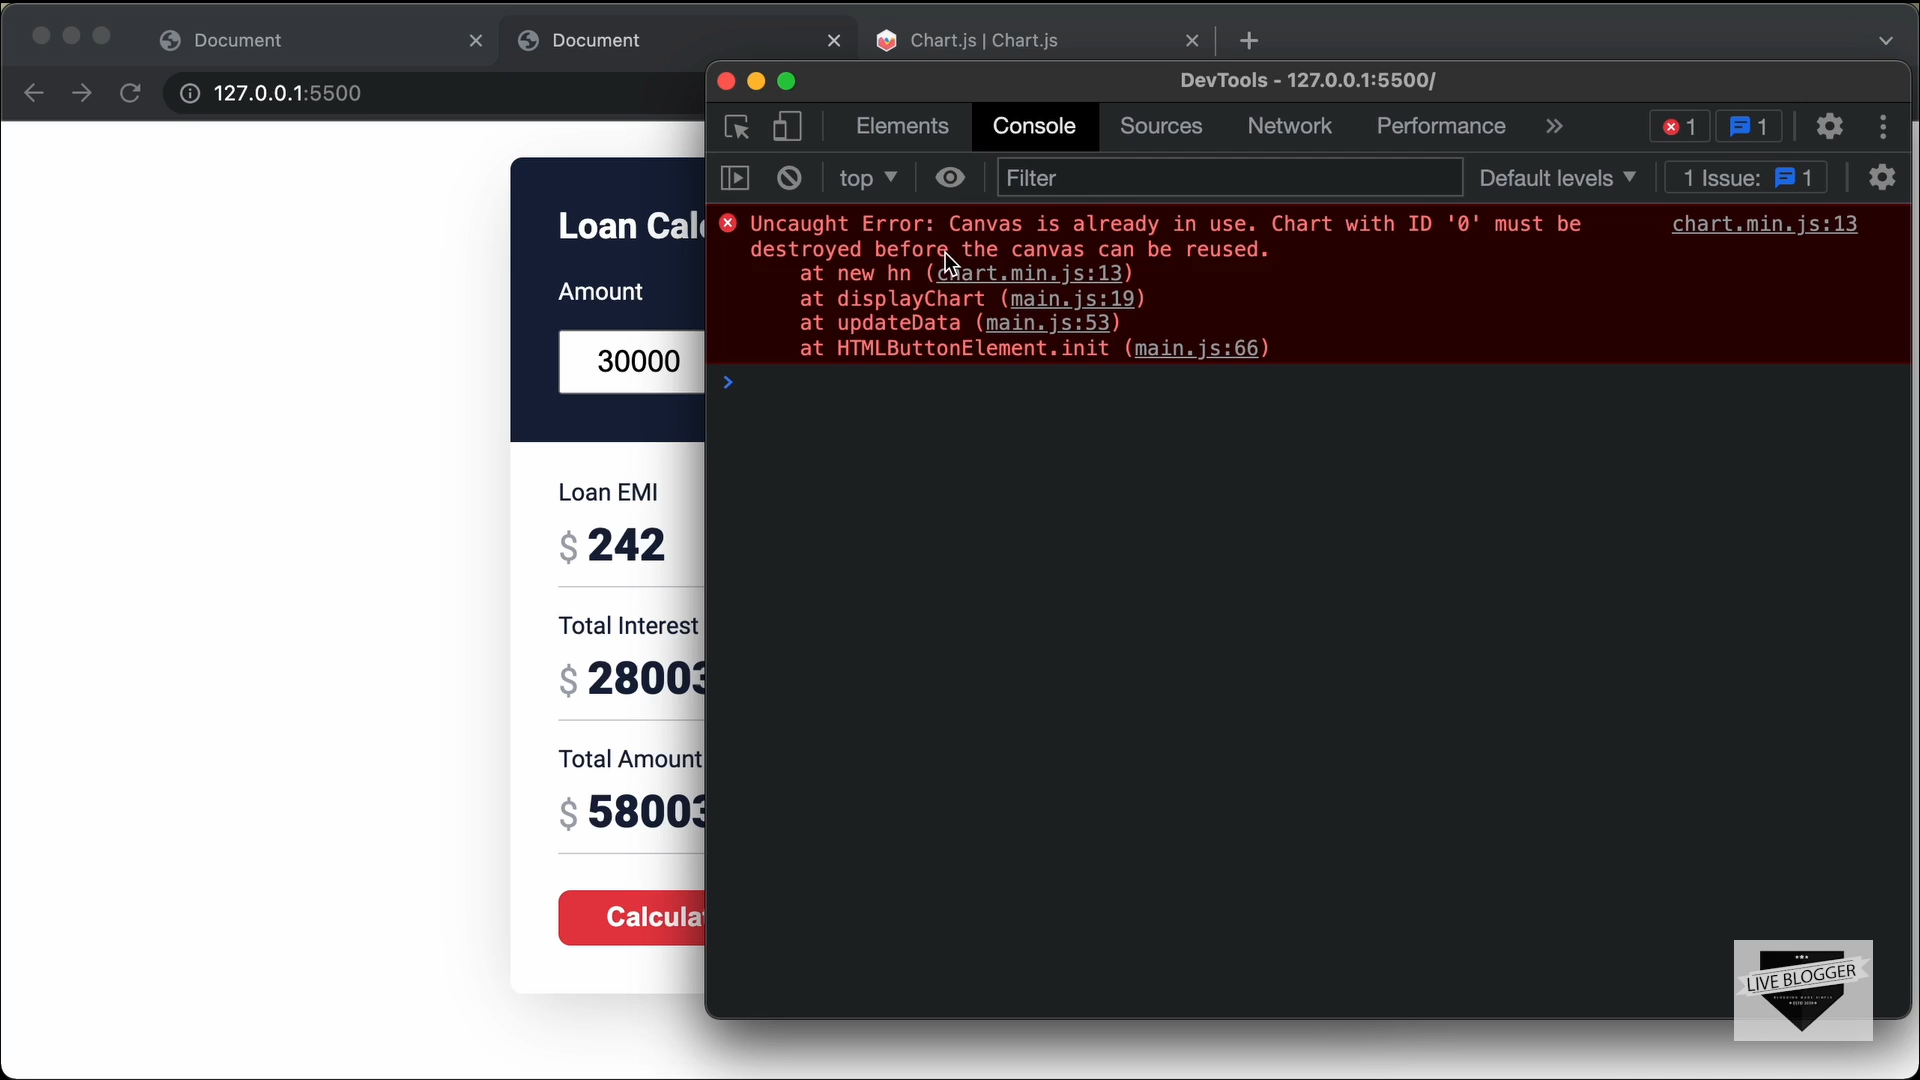 Document
Document
Chart.js | Chart.js
127.0.0.1:5500
DevTools - 127.0.0.1:5500/
Elements
Console
Sources
Network
Performance
1
1
top
Filter
Default levels
1 Issue:
1
Uncaught Error: Canvas is already in use. Chart with ID '0' must be
chart.min.js:13
destroyed before the canvas can be reused.
at new hn (chart.min.js:13)
at displayChart (main.js:19)
at updateData (main.js:53)
at HTMLButtonElement.init (main.js:66)
Loan Calc
Amount
30000
Loan EMI
$ 242
Total Interest
$ 28003
Total Amount
$ 58003
Calculat
LIVE BLOGGER